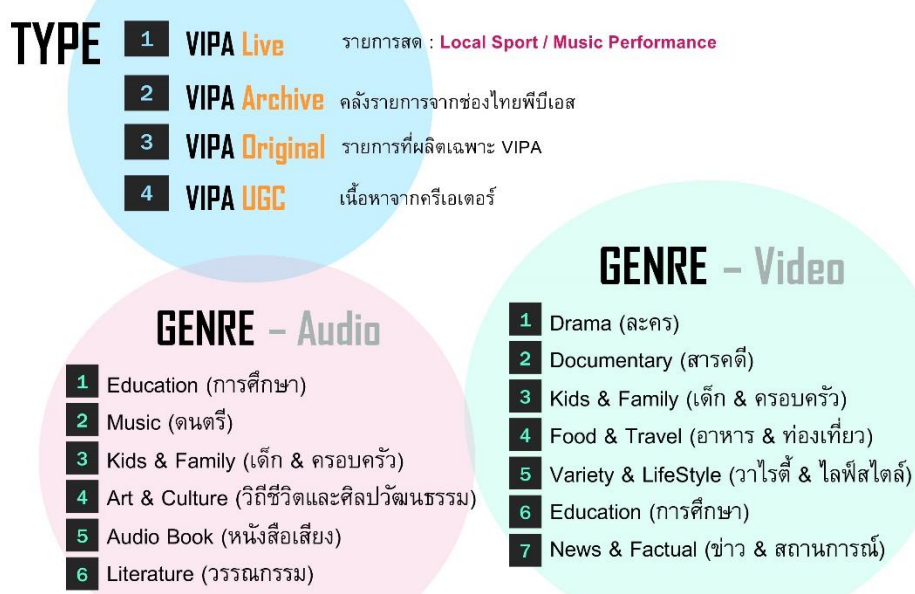 TYPE
1 VIPA Live รายการสด : Local Sport / Music Performance
2 VIPA Archive คลังรายการจากช่องไทยพีบีเอส
3 VIPA Original รายการที่ผลิตเฉพาะ VIPA
4 VIPA UGC เนื้อหาจากครีเอเตอร์
GENRE – Audio
1 Education (การศึกษา)
2 Music (ดนตรี)
3 Kids & Family (เด็ก & ครอบครัว)
4 Art & Culture (วิถีชีวิตและศิลปวัฒนธรรม)
5 Audio Book (หนังสือเสียง)
6 Literature (วรรณกรรม)
GENRE – Video
1 Drama (ละคร)
2 Documentary (สารคดี)
3 Kids & Family (เด็ก & ครอบครัว)
4 Food & Travel (อาหาร & ท่องเที่ยว)
5 Variety & LifeStyle (วาไรตี้ & ไลฟ์สไตล์)
6 Education (การศึกษา)
7 News & Factual (ข่าว & สถานการณ์)